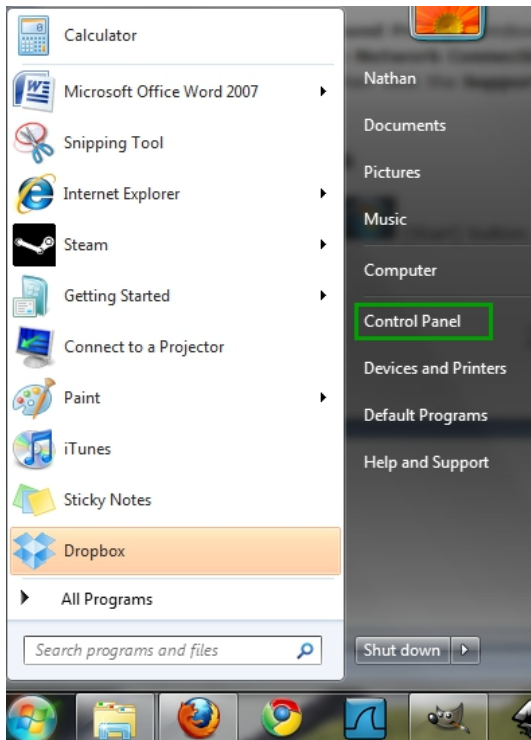 Calculator
Microsoft Office Word 2007
Snipping Tool
Internet Explorer
Steam
Getting Started
Connect to a Projector
Paint
iTunes
Sticky Notes
Dropbox
All Programs
Search programs and files
Nathan
Documents
Pictures
Music
Computer
Control Panel
Devices and Printers
Default Programs
Help and Support
Shut down